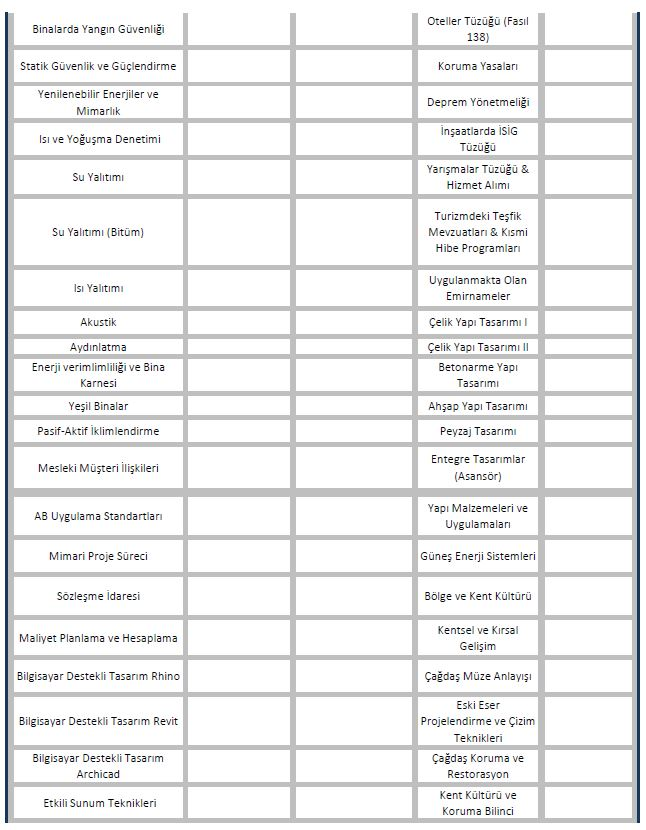 Binalarda Yangın Güvenliği
Oteller Tüzüğü (Fasıl
138)
Statik Güvenlik ve Güçlendirme
Koruma Yasaları
Yenilenebilir Enerjiler ve
Mimarlık
Deprem Yönetmeliği
Isı ve Yoğuşma Denetimi
İnşaatlarda İSİG
Tüzüğü
Su Yalıtımı
Yarışmalar Tüzüğü &
Hizmet Alımı
Su Yalıtımı (Bitüm)
Turizmdeki Teşfik
Mevzuatları & Kısmi
Hibe Programları
Isı Yalıtımı
Uygulanmakta Olan
Emirnameler
Akustik
Çelik Yapı Tasarımı I
Aydınlatma
Çelik Yapı Tasarımı II
Enerji verimlimliliği ve Bina
Karnesi
Betonarme Yapı
Tasarımı
Yeşil Binalar
Ahşap Yapı Tasarımı
Pasif-Aktif İklimlendirme
Peyzaj Tasarımı
Mesleki Müşteri İlişkileri
Entegre Tasarımlar
(Asansör)
AB Uygulama Standartları
Yapı Malzemeleri ve
Uygulamaları
Mimari Proje Süreci
Güneş Enerji Sistemleri
Sözleşme İdaresi
Bölge ve Kent Kültürü
Maliyet Planlama ve Hesaplama
Kentsel ve Kırsal
Gelişim
Bilgisayar Destekli Tasarım Rhino
Çağdaş Müze Anlayışı
Bilgisayar Destekli Tasarım Revit
Eski Eser
Projelendirme ve Çizim
Teknikleri
Bilgisayar Destekli Tasarım
Archicad
Çağdaş Koruma ve
Restorasyon
Etkili Sunum Teknikleri
Kent Kültürü ve
Koruma Bilinci